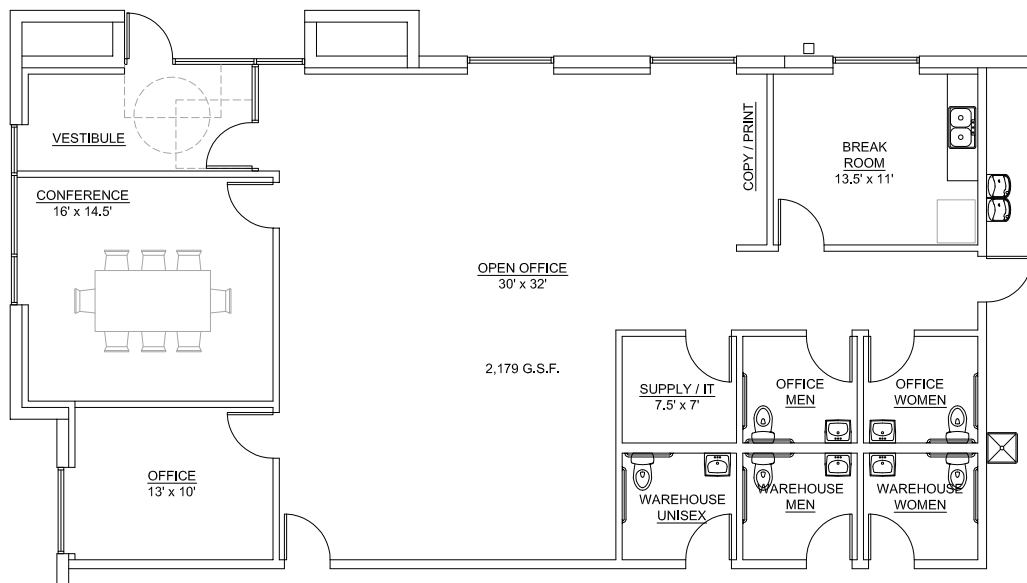 VESTIBULE
CONFERENCE
16' x 14.5'
COPY / PRINT
BREAK
ROOM
13.5' x 11'
OPEN OFFICE
30' x 32'
2,179 G.S.F.
SUPPLY / IT
7.5' x 7'
OFFICE
MEN
OFFICE
WOMEN
OFFICE
13' x 10'
WAREHOUSE
UNISEX
WAREHOUSE
MEN
WAREHOUSE
WOMEN